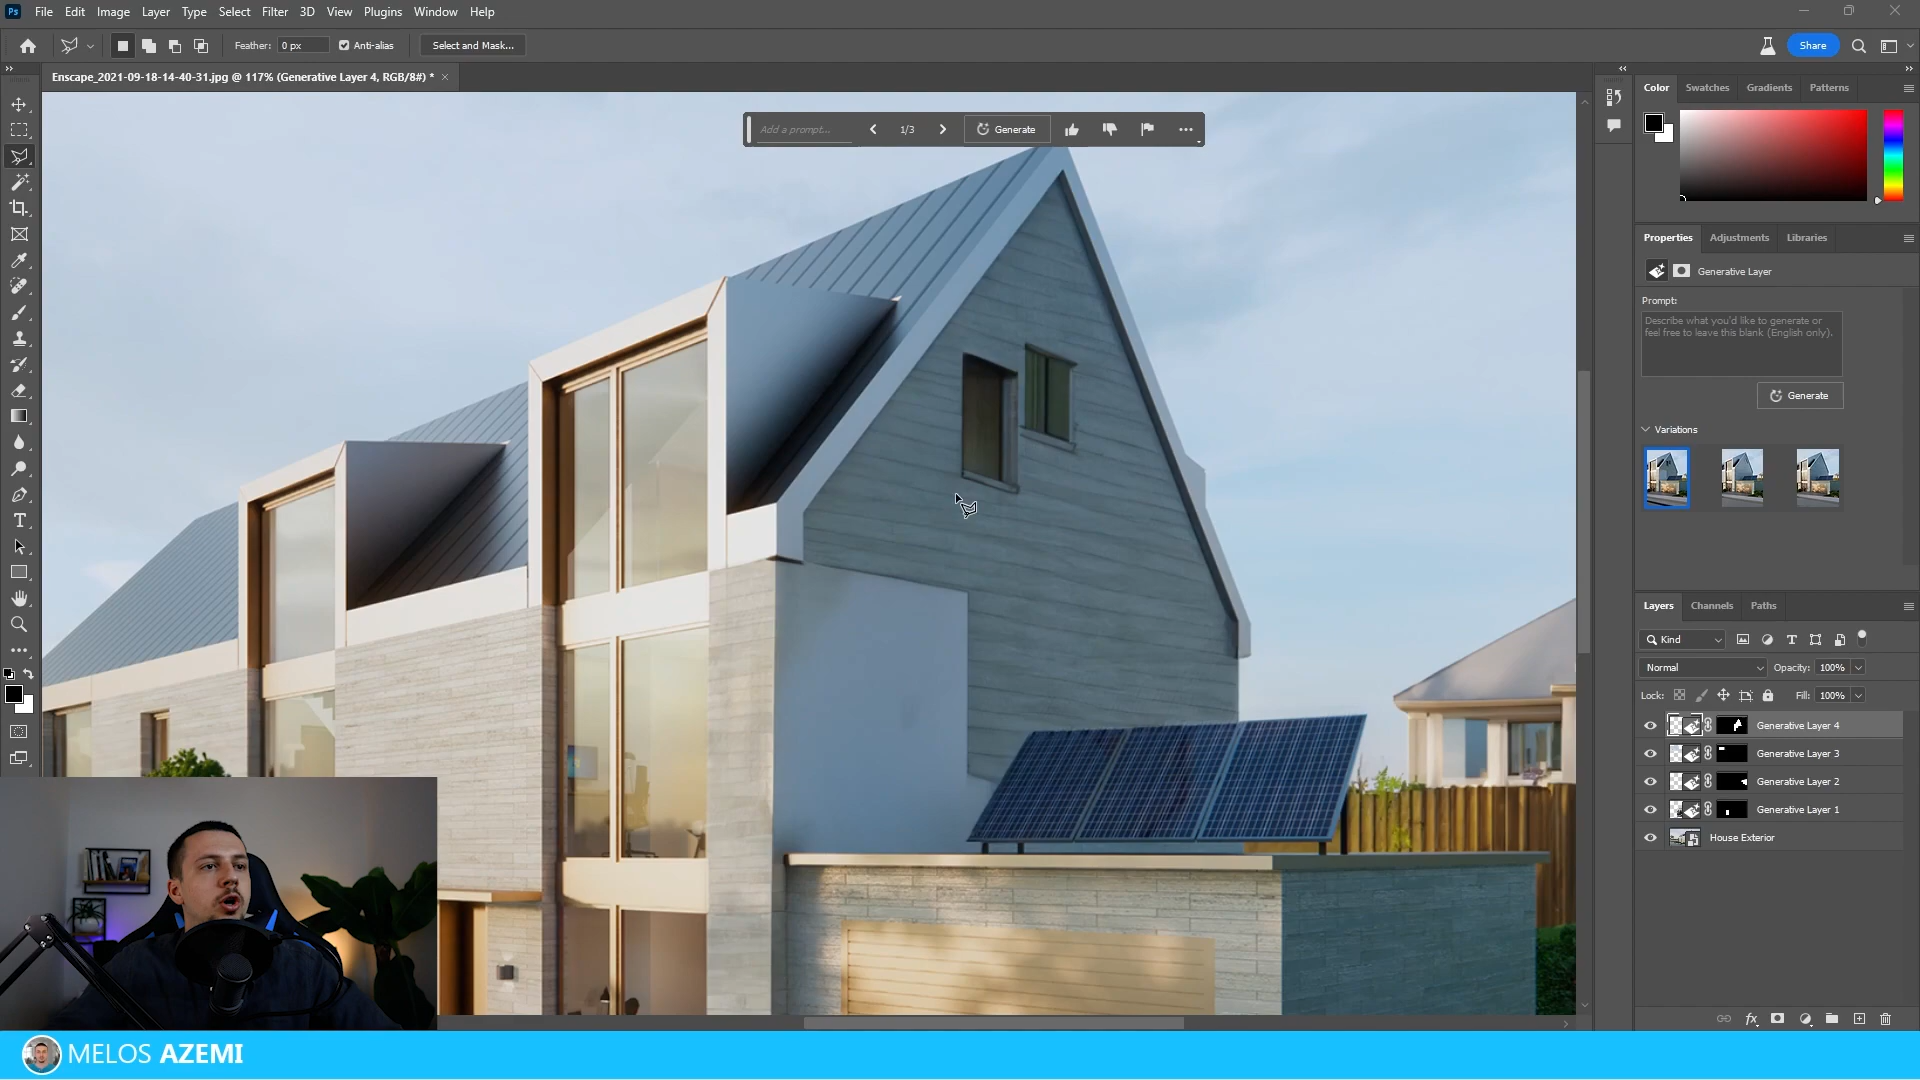 Ps File Edit Image Layer Type Select Filter 3D View Plugins Window Help
Feather: 0 px Anti-alias Select and Mask... Share
Enscape_2021-09-18-14-40-31.jpg @ 117% (Generative Layer 4, RGB/8#) * ×
Add a prompt... 1/3 Generate
Color Swatches Gradients Patterns
Properties Adjustments Libraries
Generative Layer
Prompt:
Describe what you'd like to generate or
feel free to leave this blank (English only).
Generate
Variations
Layers Channels Paths
Kind
Normal Opacity: 100%
Lock: Fill: 100%
Generative Layer 4
Generative Layer 3
Generative Layer 2
Generative Layer 1
House Exterior
fx
MELOS AZEMI